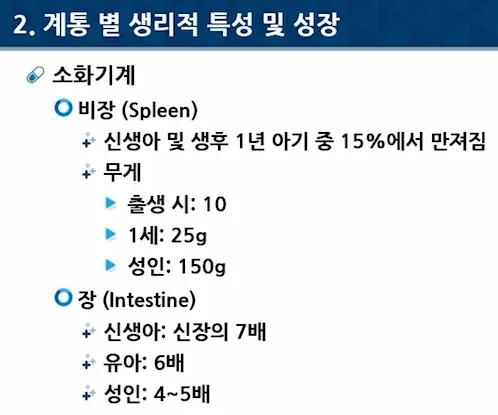 2. 계통 별 생리적 특성 및 성장
소화기계
비장 (Spleen)
신생아 및 생후 1년 아기 중 15%에서 만져짐
무게
출생 시: 10
1세: 25g
성인: 150g
장 (Intestine)
신생아: 신장의 7배
유아: 6배
성인: 4~5배